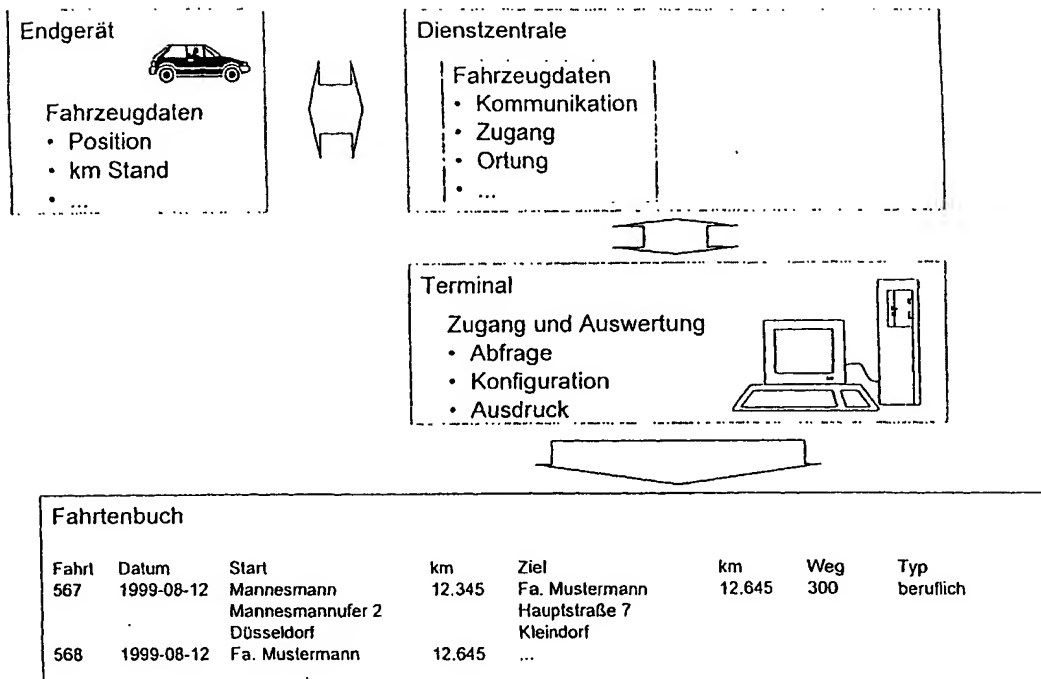 Endgerät
Fahrzeugdaten
• Position
• km Stand
• ...
Dienstzentrale
Fahrzeugdaten
• Kommunikation
• Zugang
• Ortung
• ...
Terminal
Zugang und Auswertung
• Abfrage
• Konfiguration
• Ausdruck
Fahrtenbuch
Fahrt Datum Start km Ziel km Weg Typ
567 1999-08-12 Mannesmann 12.345 Fa. Mustermann 12.645 300 beruflich
Mannesmannufer 2 Hauptstraße 7
Düsseldorf Kleindorf
568 1999-08-12 Fa. Mustermann 12.645 ...